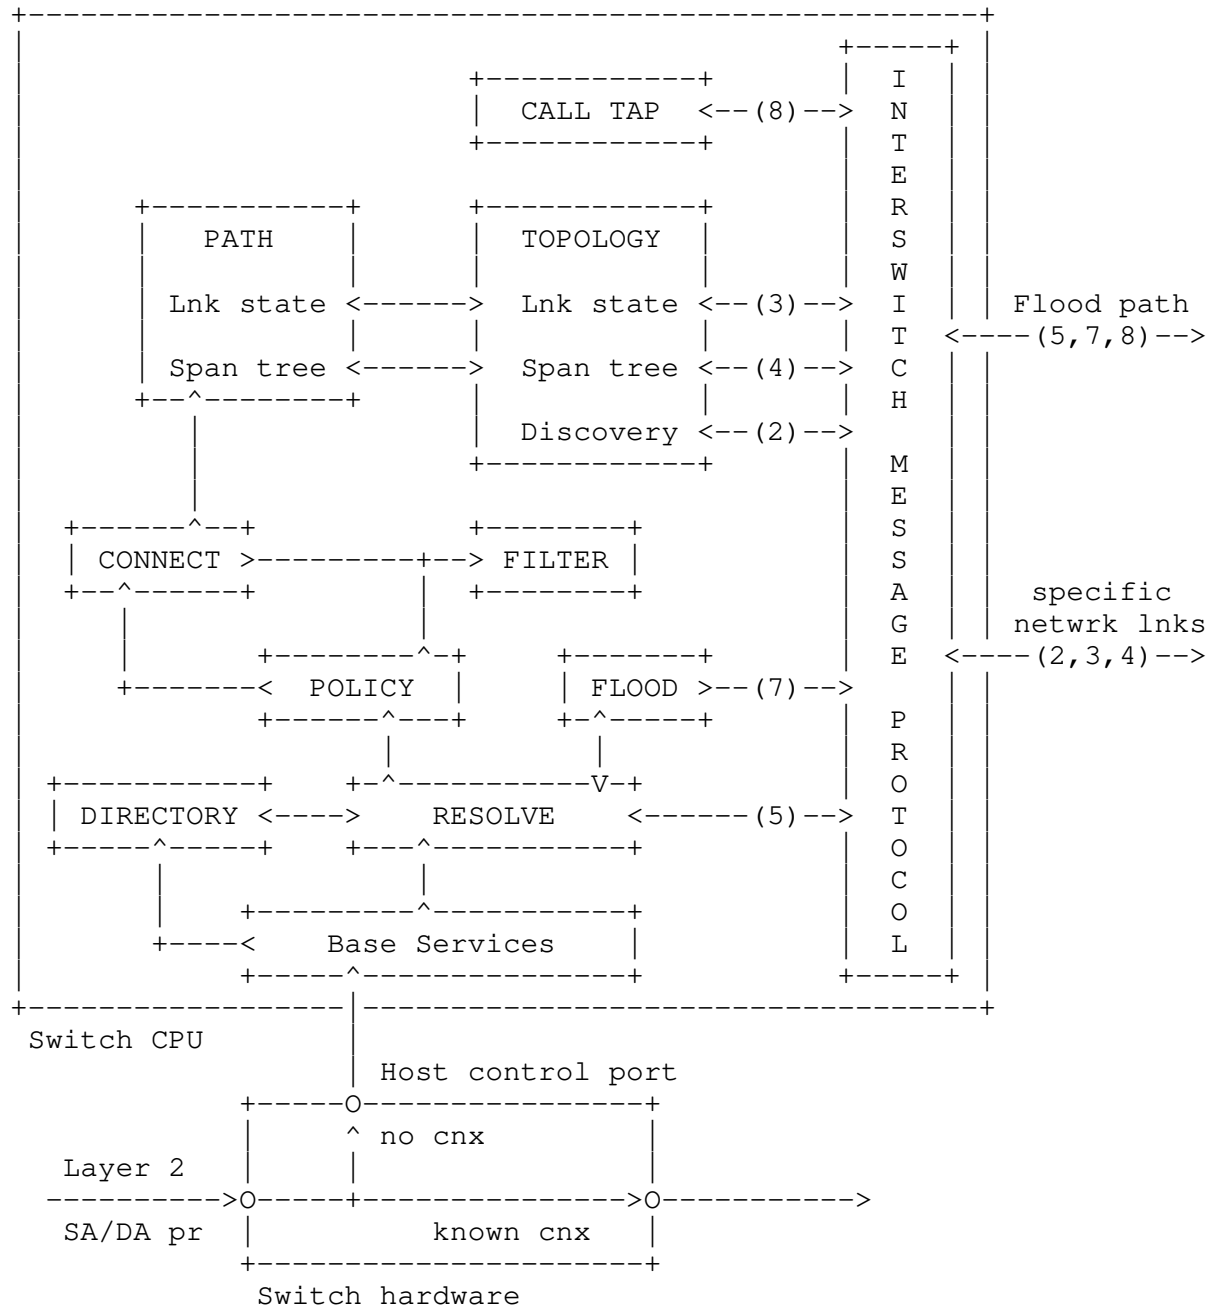 I
CALL TAP <--(8)--> N
T
E
R
PATH TOPOLOGY S
W
Lnk state <------> Lnk state <--(3)--> I Flood path
T <----(5,7,8)-->
Span tree <------> Span tree <--(4)--> C
H
Discovery <--(2)-->
M
E
S
CONNECT >---------+--> FILTER S
A specific
G netwrk lnks
E <----(2,3,4)-->
+-------< POLICY FLOOD >--(7)-->
P
R
V O
DIRECTORY <----> RESOLVE <------(5)--> T
O
C
O
+----< Base Services L
Switch CPU
Host control port
O
^ no cnx
Layer 2
---------->O-----+---------------->O----------->
SA/DA pr known cnx
Switch hardware